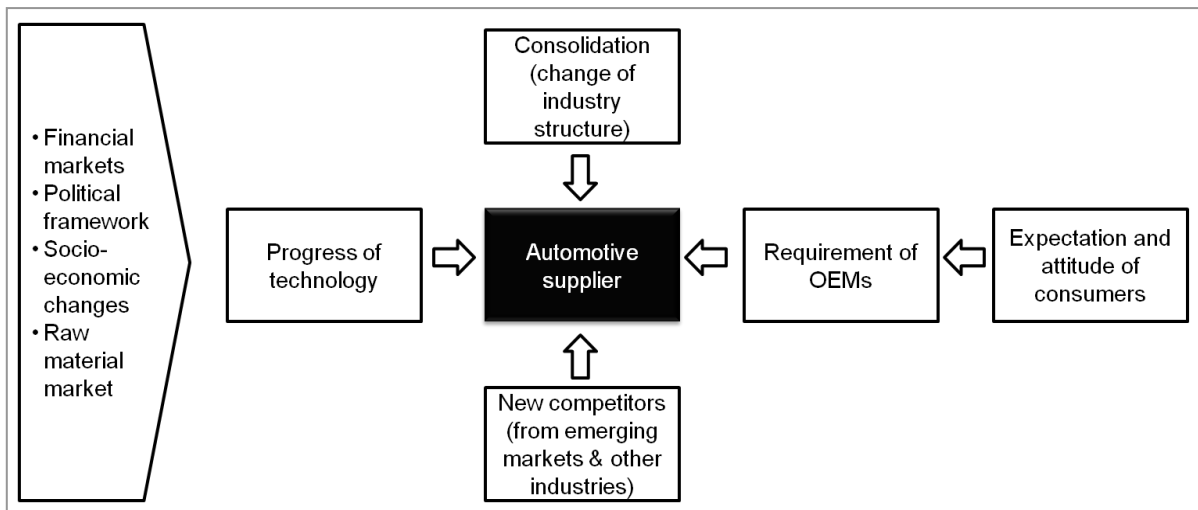 • Financial
markets
• Political
framework
• Socio-
economic
changes
• Raw
material
market
Progress of
technology
Consolidation
(change of
industry
structure)
Automotive
supplier
New competitors
(from emerging
markets & other
industries)
Requirement of
OEMs
Expectation and
attitude of
consumers